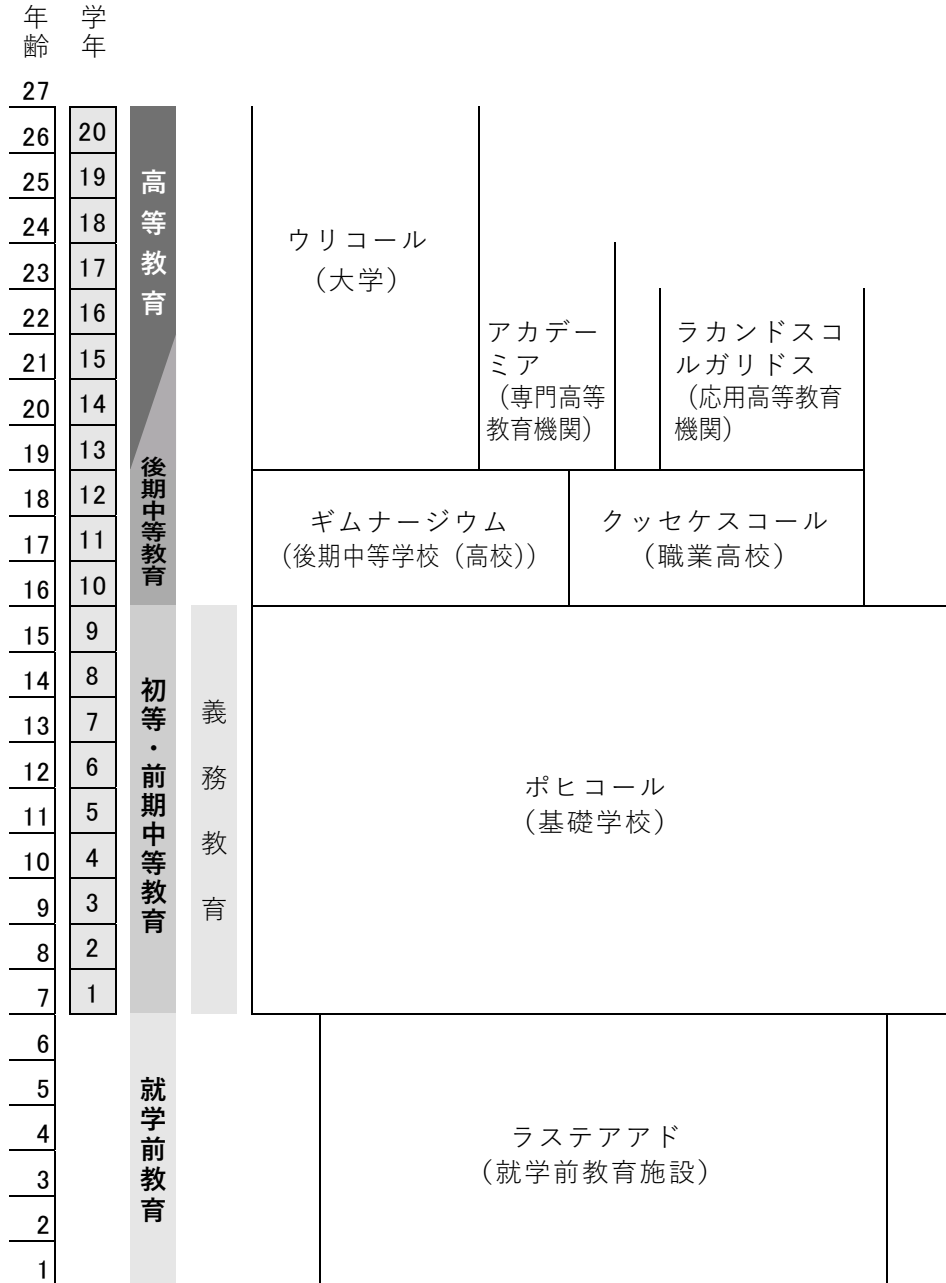 年齢
学年
27
26
25
24
23
22
21
20
19
18
17
16
15
14
13
12
11
10
9
8
7
6
5
4
3
2
1
20
19
18
17
16
15
14
13
12
11
10
9
8
7
6
5
4
3
2
1
高等教育
後期中等教育
初等・前期中等教育
就学前教育
義務教育
ウリコール
（大学）
アカデー
ミア
（専門高等
教育機関）
ラカンドスコ
ルガリドス
（応用高等教育
機関）
ギムナージウム
（後期中等学校（高校））
クッセケスコール
（職業高校）
ポヒコール
（基礎学校）
ラステアアド
（就学前教育施設）